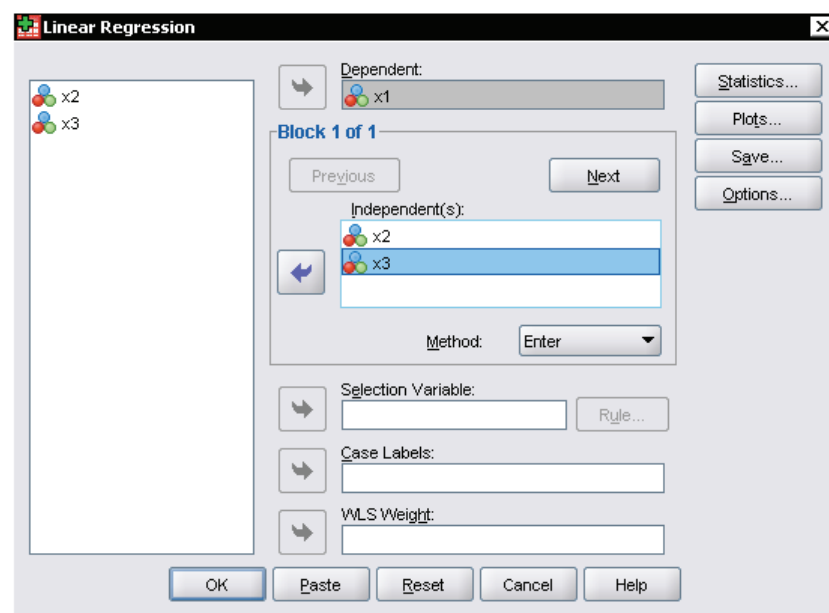 Linear Regression
x2
x3
Dependent:
x1
Block 1 of 1
Previous
Next
Independent(s):
x2
x3
Method:
Enter
Selection Variable:
Rule...
Case Labels:
WLS Weight:
Statistics...
Plots...
Save...
Options...
OK
Paste
Reset
Cancel
Help